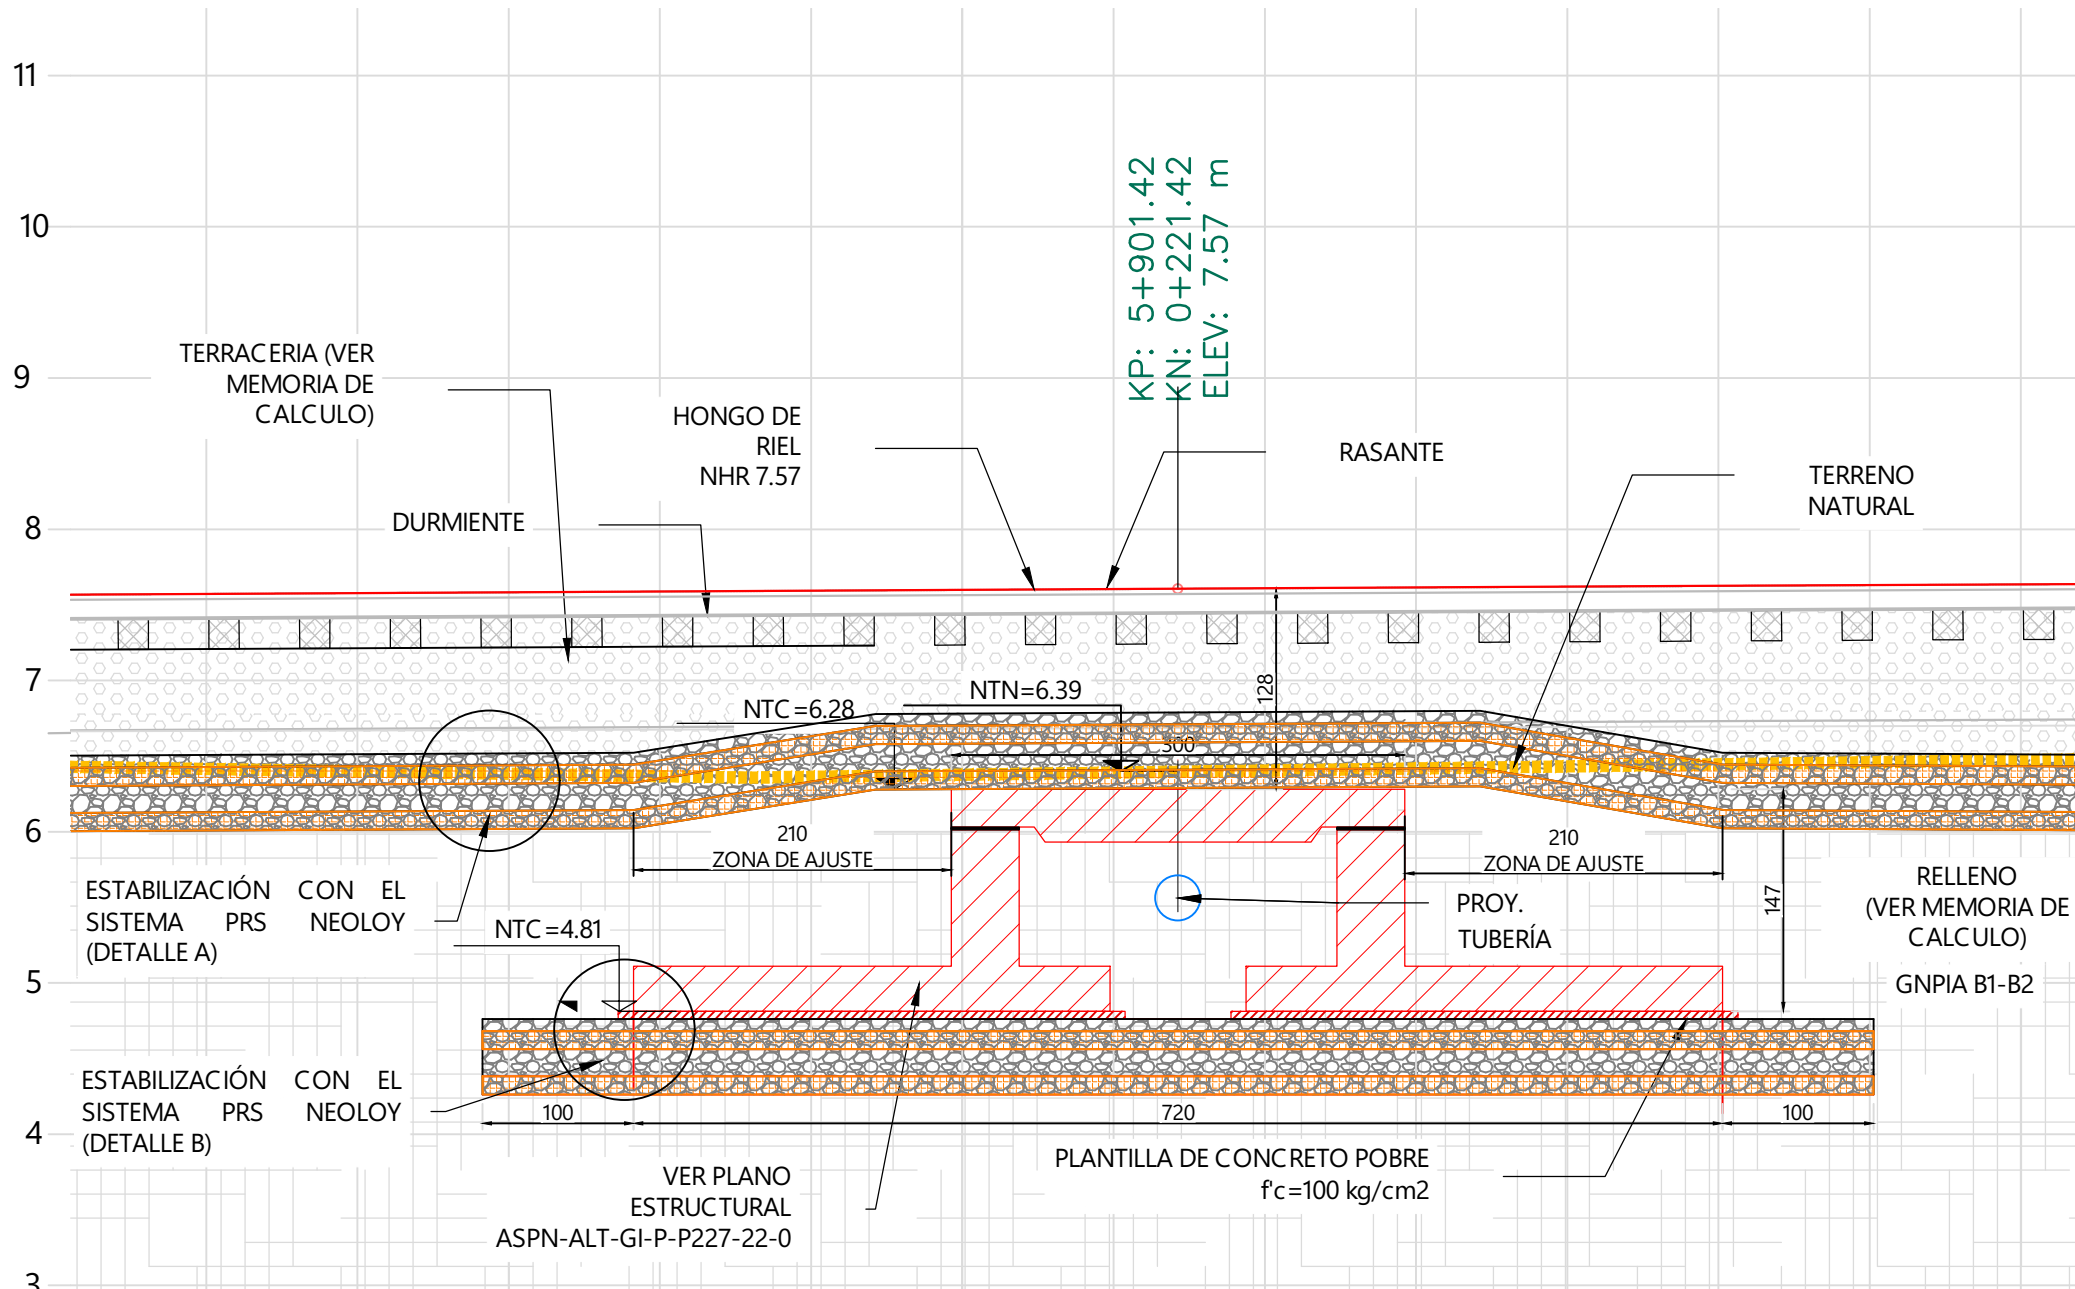 11
10
9
8
7
6
5
4
3
KP: 5+901.42
KN: 0+221.42
ELEV: 7.57 m
TERRACERIA (VER
MEMORIA DE
CALCULO)
HONGO DE
RIEL
NHR 7.57
RASANTE
TERRENO
NATURAL
DURMIENTE
NTC=6.28
NTN=6.39
128
300
210
ZONA DE AJUSTE
210
ZONA DE AJUSTE
147
ESTABILIZACIÓN CON EL
SISTEMA PRS NEOLOY
(DETALLE A)
NTC=4.81
PROY.
TUBERÍA
RELLENO
(VER MEMORIA DE
CALCULO)
GNPIA B1-B2
ESTABILIZACIÓN CON EL
SISTEMA PRS NEOLOY
(DETALLE B)
100
720
100
VER PLANO
ESTRUCTURAL
ASPN-ALT-GI-P-P227-22-0
PLANTILLA DE CONCRETO POBRE
f'c=100 kg/cm2